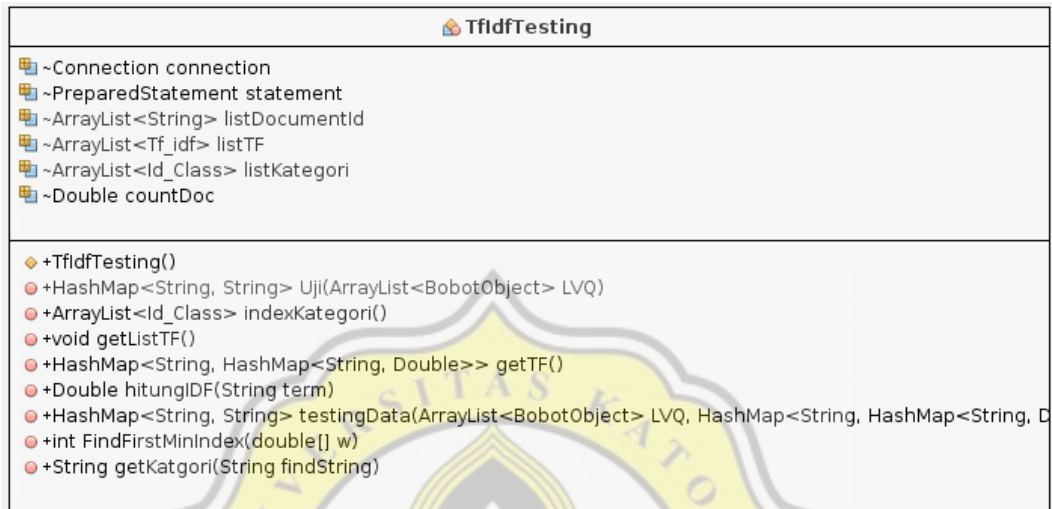 TfIdfTesting
~Connection connection
~PreparedStatement statement
~ArrayList<String> listDocumentId
~ArrayList<Tf_idf> listTF
~ArrayList<Id_Class> listKategori
~Double countDoc
+TfIdfTesting()
+HashMap<String, String> Uji(ArrayList<BobotObject> LVQ)
+ArrayList<Id_Class> indexKategori()
+void getListTF()
+HashMap<String, HashMap<String, Double>> getTF()
+Double hitungIDF(String term)
+HashMap<String, String> testingData(ArrayList<BobotObject> LVQ, HashMap<String, HashMap<String, D
+int FindFirstMinIndex(double[] w)
+String getKatgori(String findString)